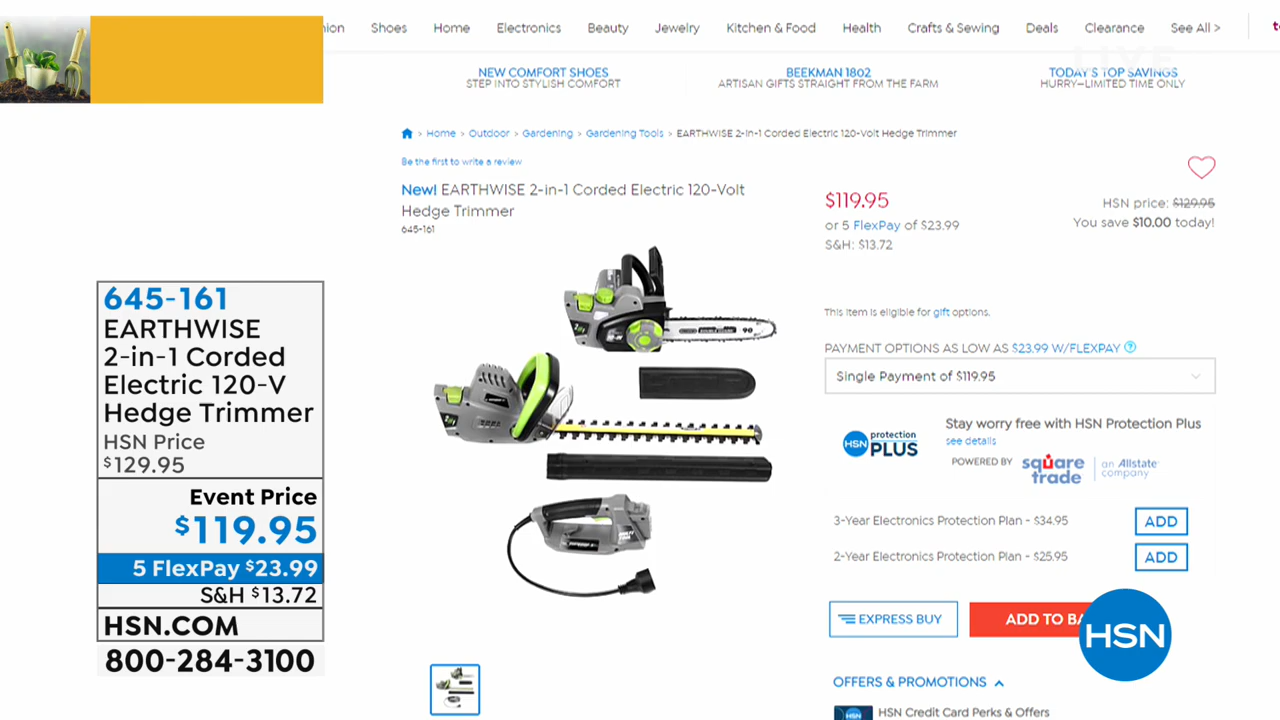 Shoes Home Electronics Beauty Jewelry Kitchen & Food Health Crafts & Sewing Deals Clearance See All >
LIVE
NEW COMFORT SHOES
STEP INTO STYLISH COMFORT
BEEKMAN 1802
ARTISAN GIFTS STRAIGHT FROM THE FARM
TODAY'S TOP SAVINGS
HURRY—LIMITED TIME ONLY
> Home > Outdoor > Gardening > Gardening Tools > EARTHWISE 2-in-1 Corded Electric 120-Volt Hedge Trimmer
Be the first to write a review
New! EARTHWISE 2-in-1 Corded Electric 120-Volt
Hedge Trimmer
645-161
$119.95
or 5 FlexPay of $23.99
S&H: $13.72
HSN price: $129.95
You save $10.00 today!
This item is eligible for gift options.
PAYMENT OPTIONS AS LOW AS $23.99 W/FLEXPAY ?
Single Payment of $119.95
HSN protection PLUS
Stay worry free with HSN Protection Plus
see details
POWERED BY square trade an Allstate company
3-Year Electronics Protection Plan - $34.95 ADD
2-Year Electronics Protection Plan - $25.95 ADD
EXPRESS BUY
ADD TO BA
HSN
OFFERS & PROMOTIONS
HSN HSN Credit Card Perks & Offers
645-161
EARTHWISE
2-in-1 Corded
Electric 120-V
Hedge Trimmer
HSN Price
$129.95
Event Price
$119.95
5 FlexPay $23.99
S&H $13.72
HSN.COM
800-284-3100